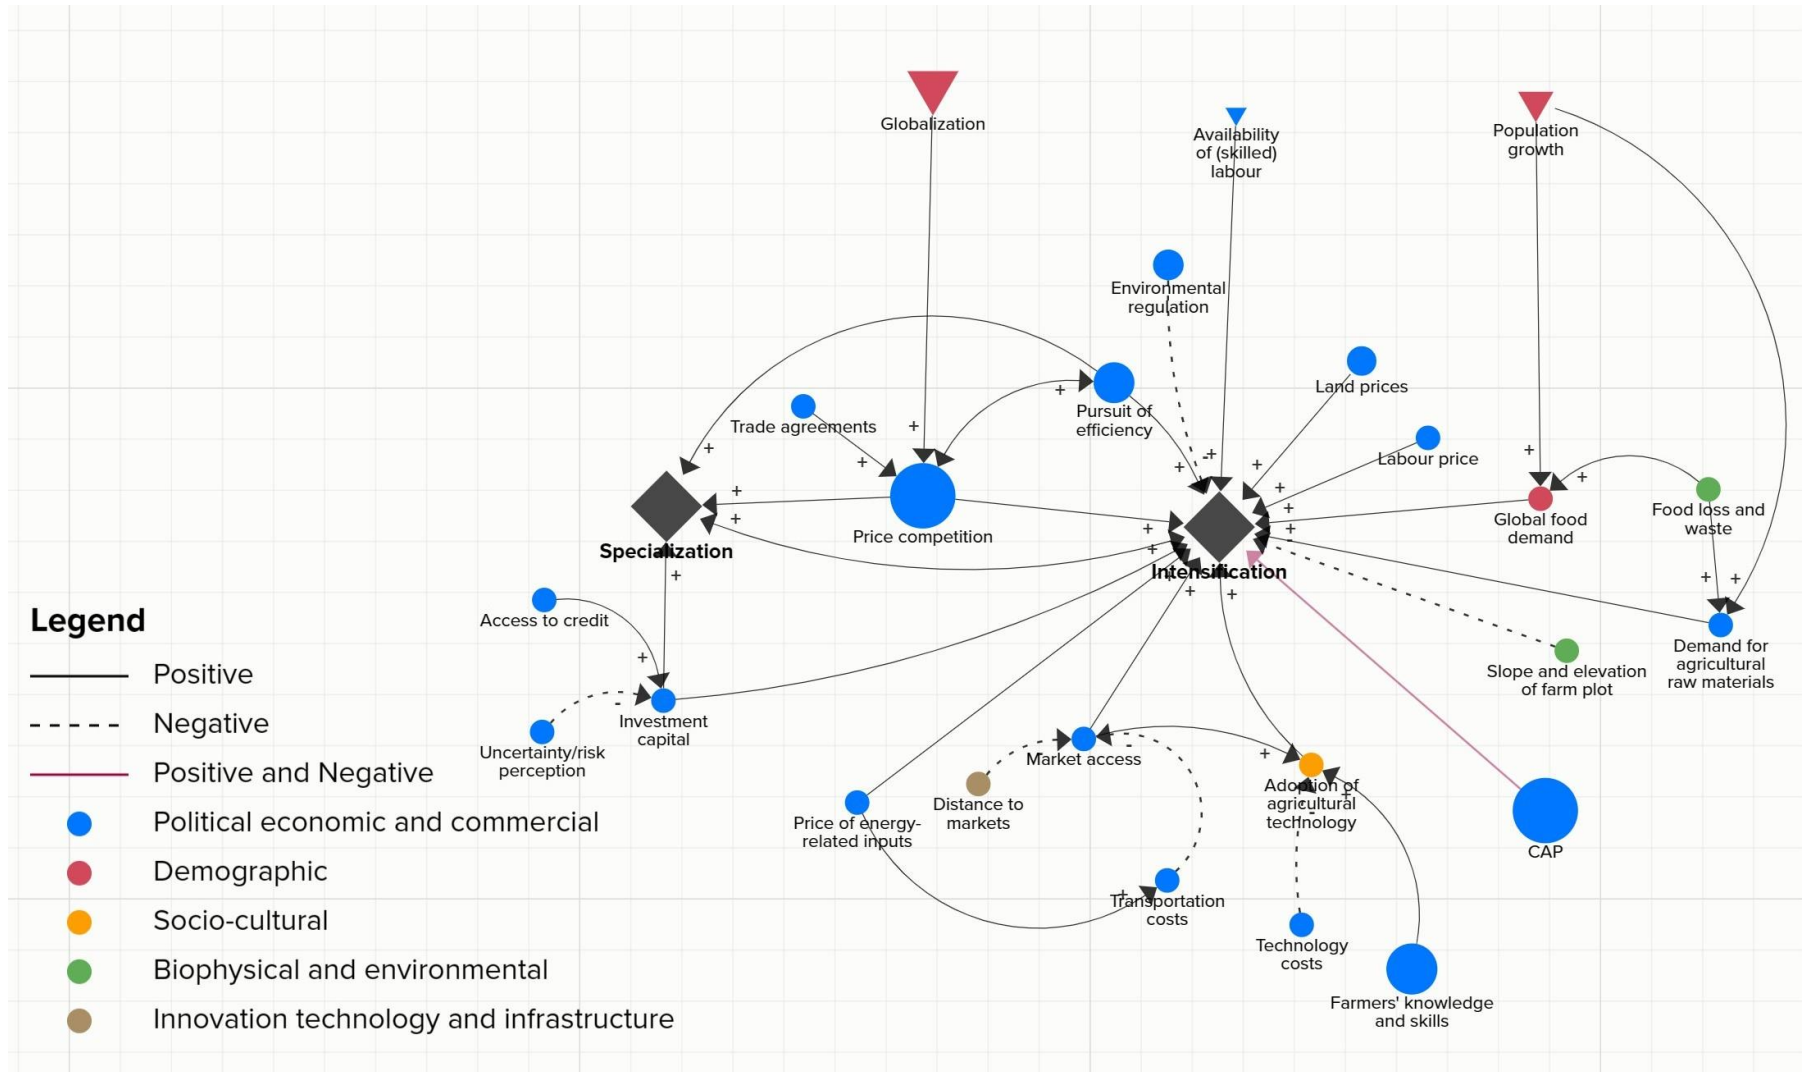 Globalization
Availability
of (skilled)
labour
Population
growth
Environmental
regulation
Land prices
Pursuit of
efficiency
Trade agreements
Labour price
Price competition
Specialization
Intensification
Global food
demand
Food loss and
waste
Access to credit
Investment
capital
Uncertainty/risk
perception
Slope and elevation
of farm plot
Demand for
agricultural
raw materials
Market access
Distance to
markets
Adoption of
agricultural
technology
Price of energy-
related inputs
CAP
Transportation
costs
Technology
costs
Farmers' knowledge
and skills
Legend
Positive
Negative
Positive and Negative
Political economic and commercial
Demographic
Socio-cultural
Biophysical and environmental
Innovation technology and infrastructure